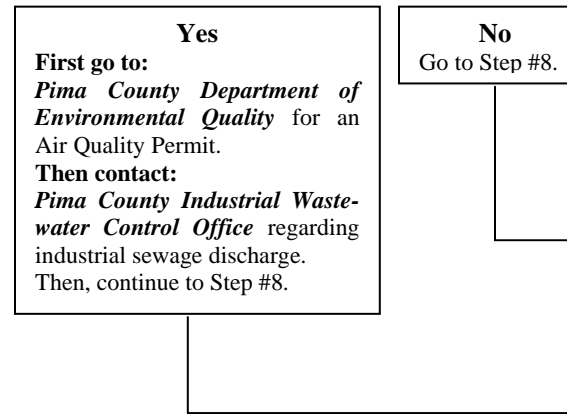 Yes
First go to:
Pima County Department of
Environmental Quality for an
Air Quality Permit.
Then contact:
Pima County Industrial Waste-
water Control Office regarding
industrial sewage discharge.
Then, continue to Step #8.
No
Go to Step #8.